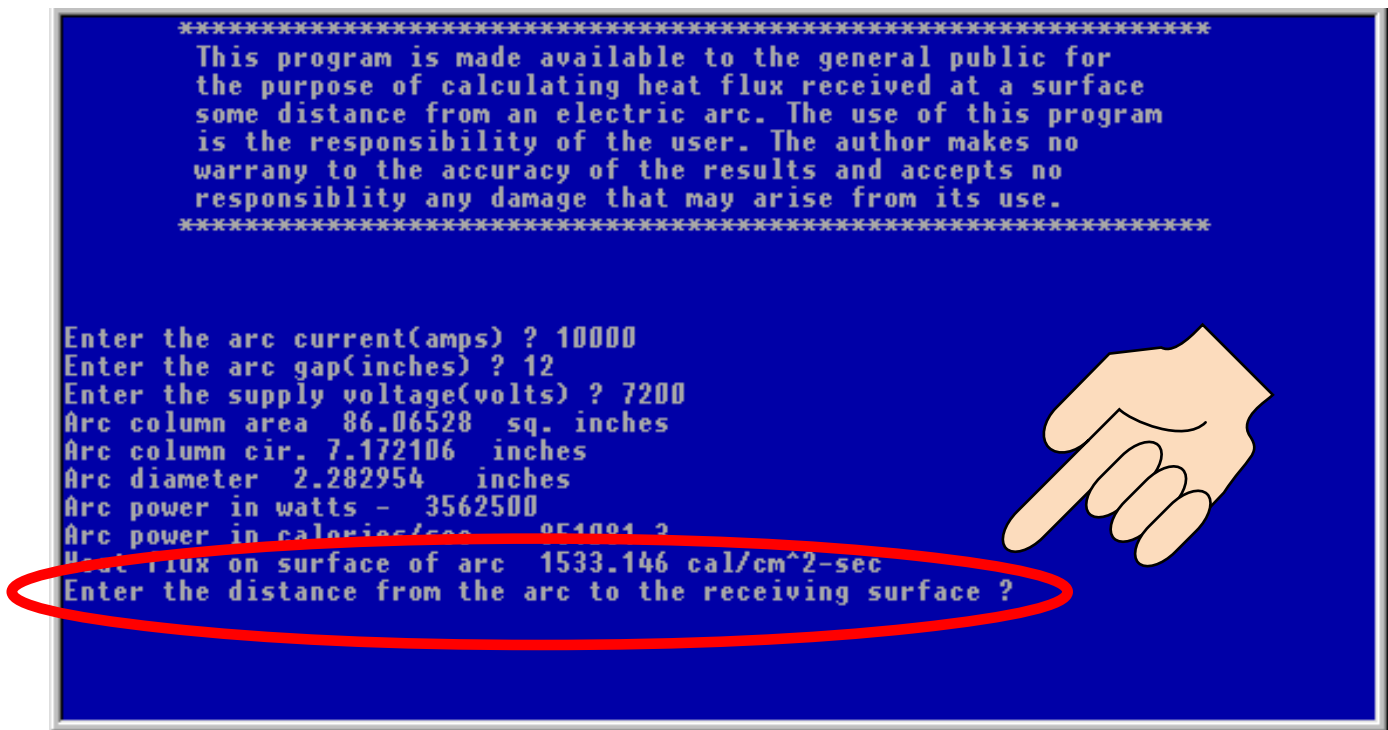 ****************************************************************
This program is made available to the general public for
the purpose of calculating heat flux received at a surface
some distance from an electric arc. The use of this program
is the responsibility of the user. The author makes no
warrany to the accuracy of the results and accepts no
responsiblity any damage that may arise from its use.
****************************************************************
Enter the arc current(amps) ? 10000
Enter the arc gap(inches) ? 12
Enter the supply voltage(volts) ? 7200
Arc column area 86.06528 sq. inches
Arc column cir. 7.172106 inches
Arc diameter 2.282954 inches
Arc power in watts - 3562500
Arc power in calories/sec 851081.3
Heat flux on surface of arc 1533.146 cal/cm^2-sec
Enter the distance from the arc to the receiving surface ?